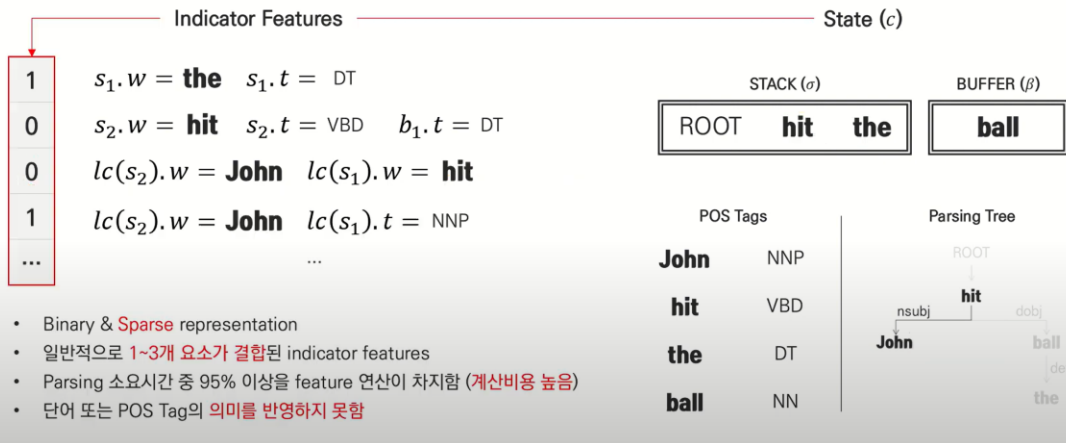 Indicator Features
State (c)
1
s₁.w = the s₁.t = DT
0
s₂.w = hit s₂.t = VBD b₁.t = DT
0
lc(s₂).w = John lc(s₁).w = hit
1
lc(s₂).w = John lc(s₁).t = NNP
...
...
• Binary & Sparse representation
• 일반적으로 1~3개 요소가 결합된 indicator features
• Parsing 소요시간 중 95% 이상을 feature 연산이 차지함 (계산비용 높음)
• 단어 또는 POS Tag의 의미를 반영하지 못함
STACK (σ)
BUFFER (β)
ROOT hit the
ball
POS Tags
John NNP
hit VBD
the DT
ball NN
Parsing Tree
ROOT
hit
nsubj
dobj
John
ball
the